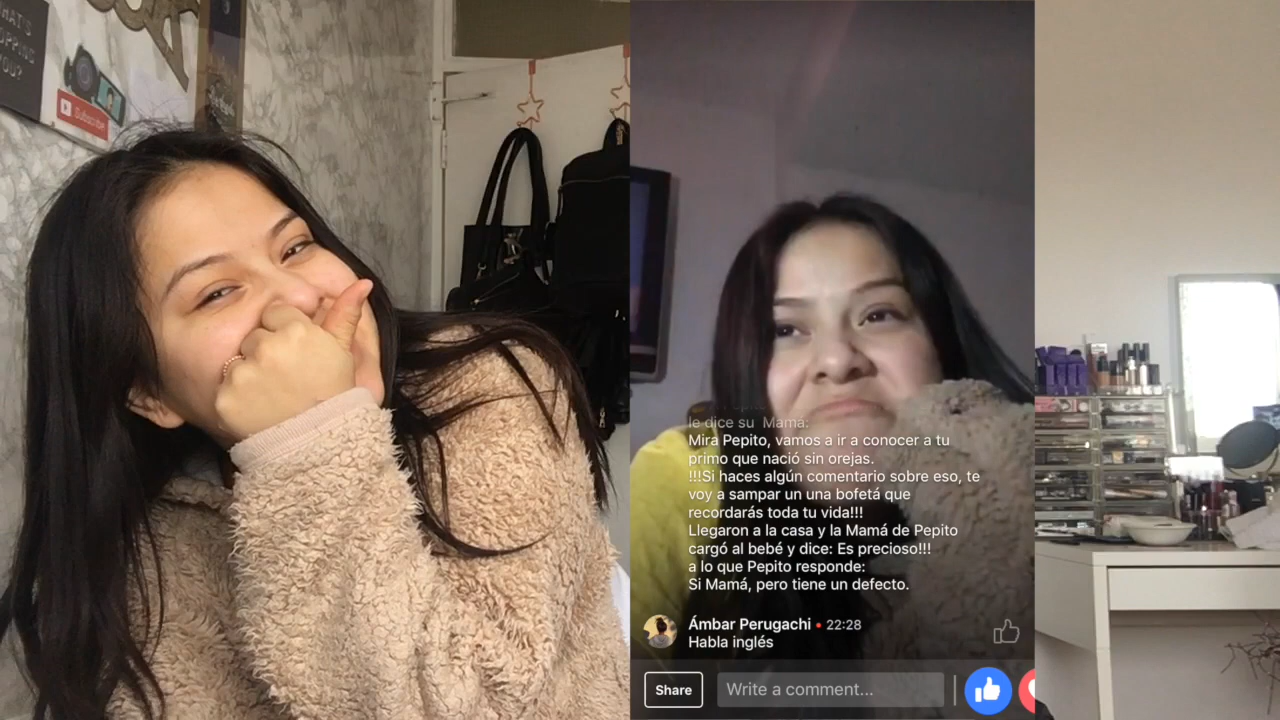 WHAT'S
YOU?
Subscribe
le dice su Mamá:
Mira Pepito, vamos a ir a conocer a tu
primo que nació sin orejas.
!!!Si haces algún comentario sobre eso, te
voy a sampar un una bofetá que
recordarás toda tu vida!!!
Llegaron a la casa y la Mamá de Pepito
cargó al bebé y dice: Es precioso!!!
a lo que Pepito responde:
Si Mamá, pero tiene un defecto.
Ámbar Perugachi • 22:28
Habla inglés
Share
Write a comment...